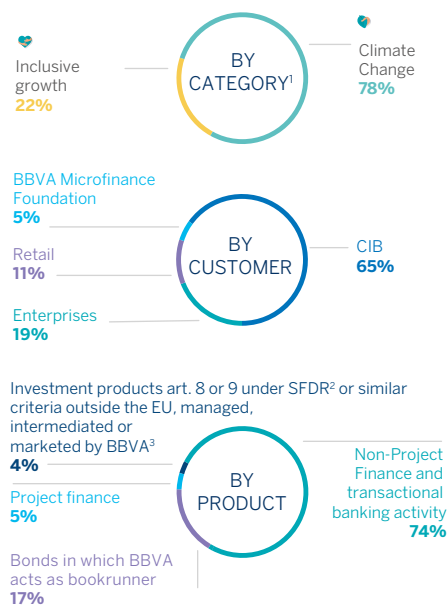 Inclusive
growth
22%
BY
CATEGORY¹
Climate
Change
78%
BBVA Microfinance
Foundation
5%
Retail
11%
Enterprises
19%
BY
CUSTOMER
CIB
65%
Investment products art. 8 or 9 under SFDR² or similar
criteria outside the EU, managed,
intermediated or
marketed by BBVA³
4%
Project finance
5%
Bonds in which BBVA
acts as bookrunner
17%
BY
PRODUCT
Non-Project
Finance and
transactional
banking activity
74%